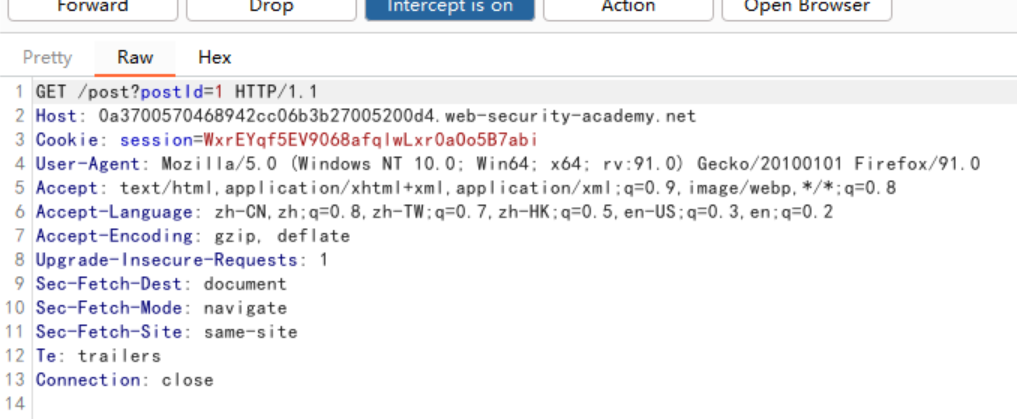 Forward Drop Intercept is on Action Open Browser
Pretty Raw Hex
1 GET /post?postId=1 HTTP/1.1
2 Host: 0a3700570468942cc06b3b27005200d4.web-security-academy.net
3 Cookie: session=WxrEYqf5EV9068afqlwLxr0aOo5B7abi
4 User-Agent: Mozilla/5.0 (Windows NT 10.0; Win64; x64; rv:91.0) Gecko/20100101 Firefox/91.0
5 Accept: text/html,application/xhtml+xml,application/xml;q=0.9,image/webp,*/*;q=0.8
6 Accept-Language: zh-CN,zh;q=0.8,zh-TW;q=0.7,zh-HK;q=0.5,en-US;q=0.3,en;q=0.2
7 Accept-Encoding: gzip, deflate
8 Upgrade-Insecure-Requests: 1
9 Sec-Fetch-Dest: document
10 Sec-Fetch-Mode: navigate
11 Sec-Fetch-Site: same-site
12 Te: trailers
13 Connection: close
14